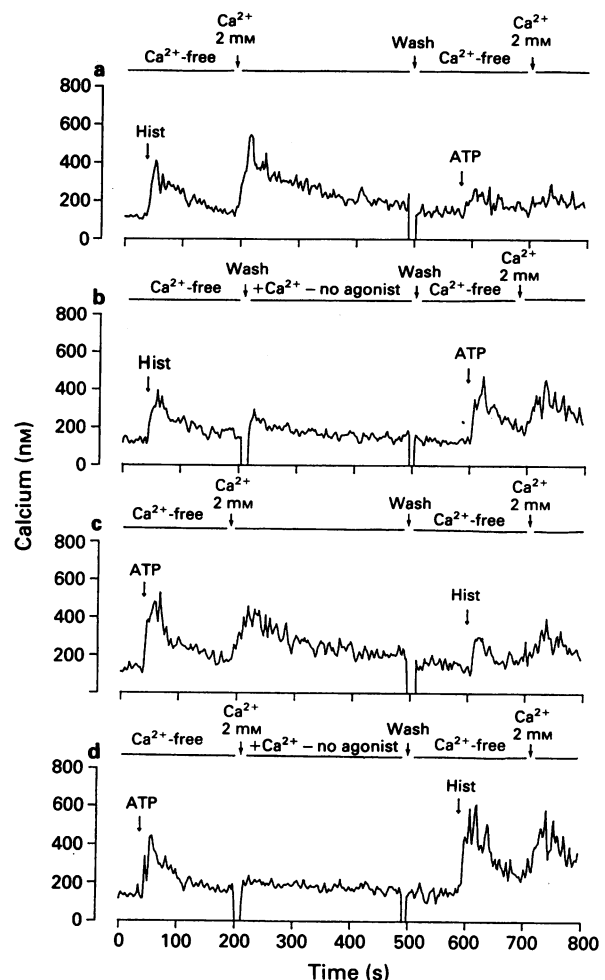 Ca²⁺
2 mM
Ca²⁺
2 mM
Wash
Ca²⁺-free
Ca²⁺-free
a
800
600
400
200
0
Hist
ATP
Ca²⁺
2 mM
Wash
Wash
Ca²⁺-free
+Ca²⁺ – no agonist
Ca²⁺-free
b
800
600
400
200
0
Hist
ATP
Calcium (nM)
Ca²⁺
2 mM
Wash
Ca²⁺
2 mM
Ca²⁺-free
Ca²⁺-free
c
800
600
400
200
ATP
Hist
Ca²⁺
2 mM
Wash
Ca²⁺
2 mM
Ca²⁺-free
+Ca²⁺ – no agonist
Ca²⁺-free
d
800
600
400
200
0
ATP
Hist
0 100 200 300 400 500 600 700 800
Time (s)